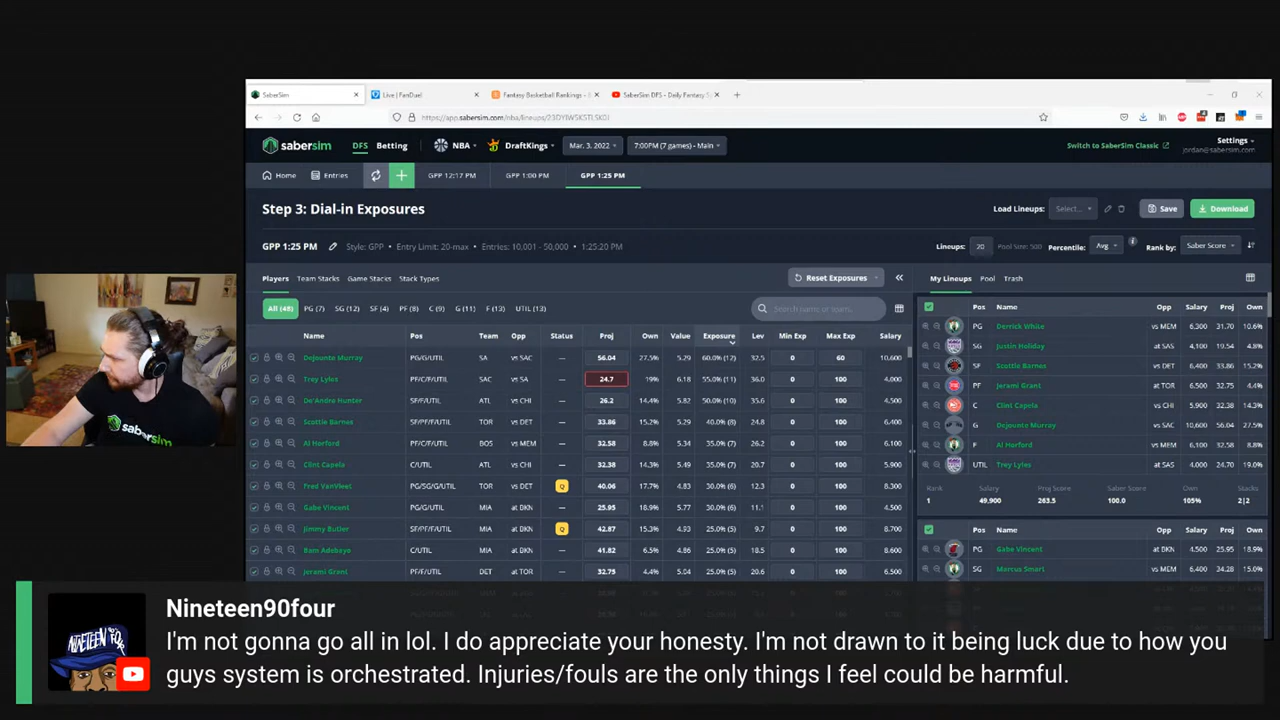 SaberSim
Live | FanDuel
Fantasy Basketball Rankings - S
SaberSim DFS - Daily Fantasy S
https://app.sabersim.com/nba/lineups/
sabersim DFS Betting NBA DraftKings Mar. 3, 2022 7:00PM (7 games) - Main Switch to SaberSim Classic Settings
jordan@sabersim.com
Home Entries GPP 12:17 PM GPP 1:00 PM GPP 1:25 PM
Step 3: Dial-in Exposures Load Lineups: Select... Save Download
GPP 1:25 PM Style: GPP • Entry Limit: 20-max • Entries: 10,001 - 50,000 • 1:25:20 PM Lineups: 20 Pool Size: 500 Percentile: Avg Rank by: Saber Score
Players Team Stacks Game Stacks Stack Types Reset Exposures
All (48) PG (7) SG (12) SF (4) PF (8) C (9) G (11) F (13) UTIL (13) Search name or system
Name Pos Team Opp Status Proj Own Value Exposure Lev Min Exp Max Exp Salary
Dejounte Murray PG/G/UTIL SA vs SAC — 56.04 27.5% 5.29 60.0% (12) 32.5 0 60 10,600
Trey Lyles PF/C/F/UTIL SAC vs SA — 24.7 19% 6.18 55.0% (11) 36.0 0 100 4,000
De'Andre Hunter SF/F/UTIL ATL vs CHI — 26.2 14.4% 5.82 50.0% (10) 35.6 0 100 4,500
Scottie Barnes SF/PF/F/UTIL TOR vs DET — 33.86 15.2% 5.29 40.0% (8) 24.8 0 100 6,400
Al Horford PF/C/F/UTIL BOS vs MEM — 32.58 8.8% 5.34 35.0% (7) 26.2 0 100 6,100
Clint Capela C/UTIL ATL vs CHI — 32.38 14.3% 5.49 35.0% (7) 20.7 0 100 5,900
Fred VanVleet PG/SG/G/UTIL TOR vs DET Q 40.06 17.7% 4.83 30.0% (6) 12.3 0 100 8,300
Gabe Vincent PG/G/UTIL MIA at BKN — 25.95 18.9% 5.77 30.0% (6) 11.1 0 100 4,500
Jimmy Butler SF/PF/F/UTIL MIA at BKN Q 42.87 15.3% 4.93 25.0% (5) 9.7 0 100 8,700
Bam Adebayo C/UTIL MIA at BKN — 41.82 6.5% 4.86 25.0% (5) 18.5 0 100 8,600
Jerami Grant PF/F/UTIL DET at TOR — 32.75 4.4% 5.04 25.0% (5) 20.6 0 100 6,500
My Lineups Pool Trash
Pos Name Opp Salary Proj Own
PG Derrick White vs MEM 6,300 31.70 10.6%
SG Justin Holiday at SAS 4,100 19.54 4.8%
SF Scottie Barnes vs DET 6,400 33.86 15.2%
PF Jerami Grant at TOR 6,500 32.75 4.4%
C Clint Capela vs CHI 5,900 32.38 14.3%
G Dejounte Murray vs SAC 10,600 56.04 27.5%
F Al Horford vs MEM 6,100 32.58 8.8%
UTIL Trey Lyles at SAS 4,000 24.70 19.0%
Rank Salary Proj Score Saber Score Own Stacks
1 49,900 263.5 100.0 105% 2|2
Pos Name Opp Salary Proj Own
PG Gabe Vincent at BKN 4,500 25.95 18.9%
SG Marcus Smart vs MEM 6,400 34.28 15.0%
sabersim
NINETEEN90
Nineteen90four
I'm not gonna go all in lol. I do appreciate your honesty. I'm not drawn to it being luck due to how you
guys system is orchestrated. Injuries/fouls are the only things I feel could be harmful.